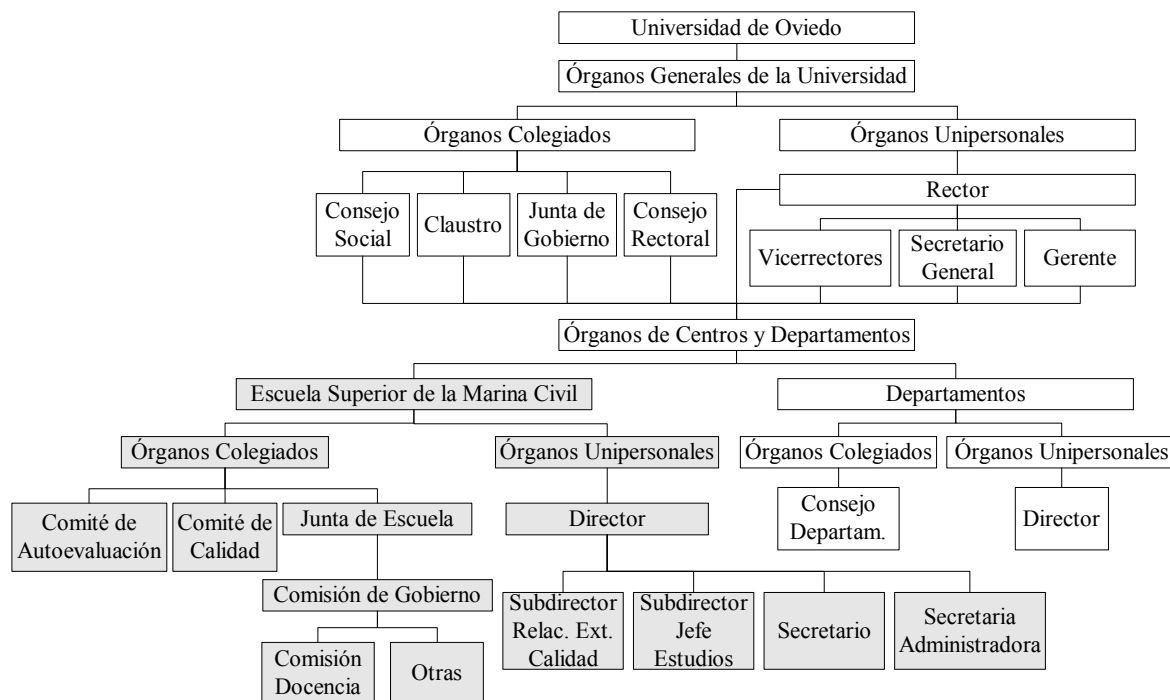 Universidad de Oviedo
Órganos Generales de la Universidad
Órganos Colegiados
Órganos Unipersonales
Consejo
Social
Claustro
Junta de
Gobierno
Consejo
Rectoral
Rector
Vicerrectores
Secretario
General
Gerente
Órganos de Centros y Departamentos
Escuela Superior de la Marina Civil
Departamentos
Órganos Colegiados
Órganos Unipersonales
Órganos Colegiados
Órganos Unipersonales
Comité de
Autoevaluación
Comité de
Calidad
Junta de Escuela
Director
Consejo
Departam.
Director
Comisión de Gobierno
Comisión
Docencia
Otras
Subdirector
Relac. Ext.
Calidad
Subdirector
Jefe
Estudios
Secretario
Secretaria
Administradora